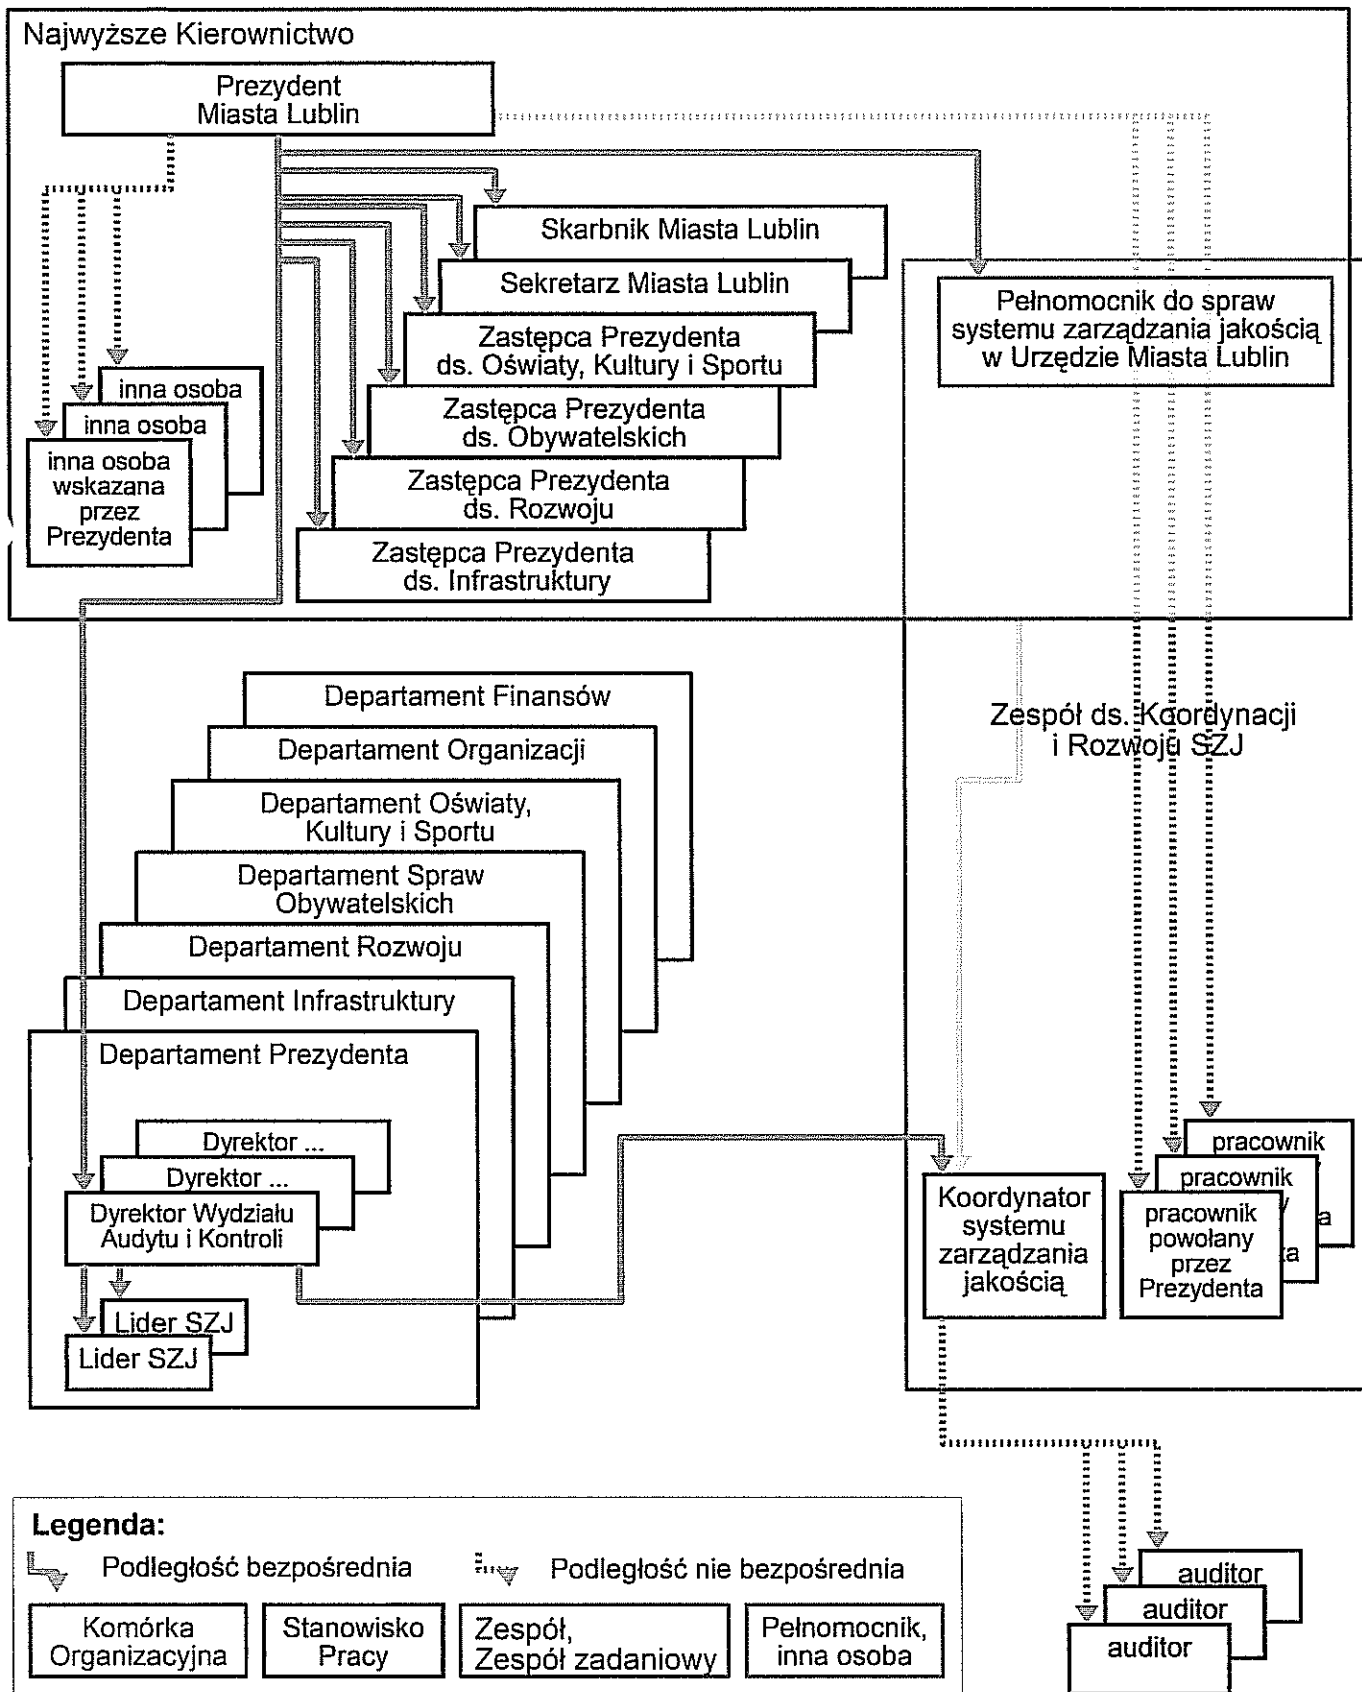 Najwyższe Kierownictwo
Prezydent
Miasta Lublin
Skarbnik Miasta Lublin
Sekretarz Miasta Lublin
Zastępca Prezydenta
ds. Oświaty, Kultury i Sportu
Zastępca Prezydenta
ds. Obywatelskich
Zastępca Prezydenta
ds. Rozwoju
Zastępca Prezydenta
ds. Infrastruktury
Pełnomocnik do spraw
systemu zarządzania jakością
w Urzędzie Miasta Lublin
inna osoba
inna osoba
inna osoba
wskazana
przez
Prezydenta
Zespół ds. Koordynacji
i Rozwoju SZJ
Departament Finansów
Departament Organizacji
Departament Oświaty,
Kultury i Sportu
Departament Spraw
Obywatelskich
Departament Rozwoju
Departament Infrastruktury
Departament Prezydenta
Dyrektor ...
Dyrektor ...
Dyrektor Wydziału
Audytu i Kontroli
Lider SZJ
Lider SZJ
Koordynator
systemu
zarządzania
jakością
pracownik
pracownik
pracownik
powołany
przez
Prezydenta
auditor
auditor
auditor
Legenda:
Podległość bezpośrednia
Podległość nie bezpośrednia
Komórka
Organizacyjna
Stanowisko
Pracy
Zespół,
Zespół zadaniowy
Pełnomocnik,
inna osoba